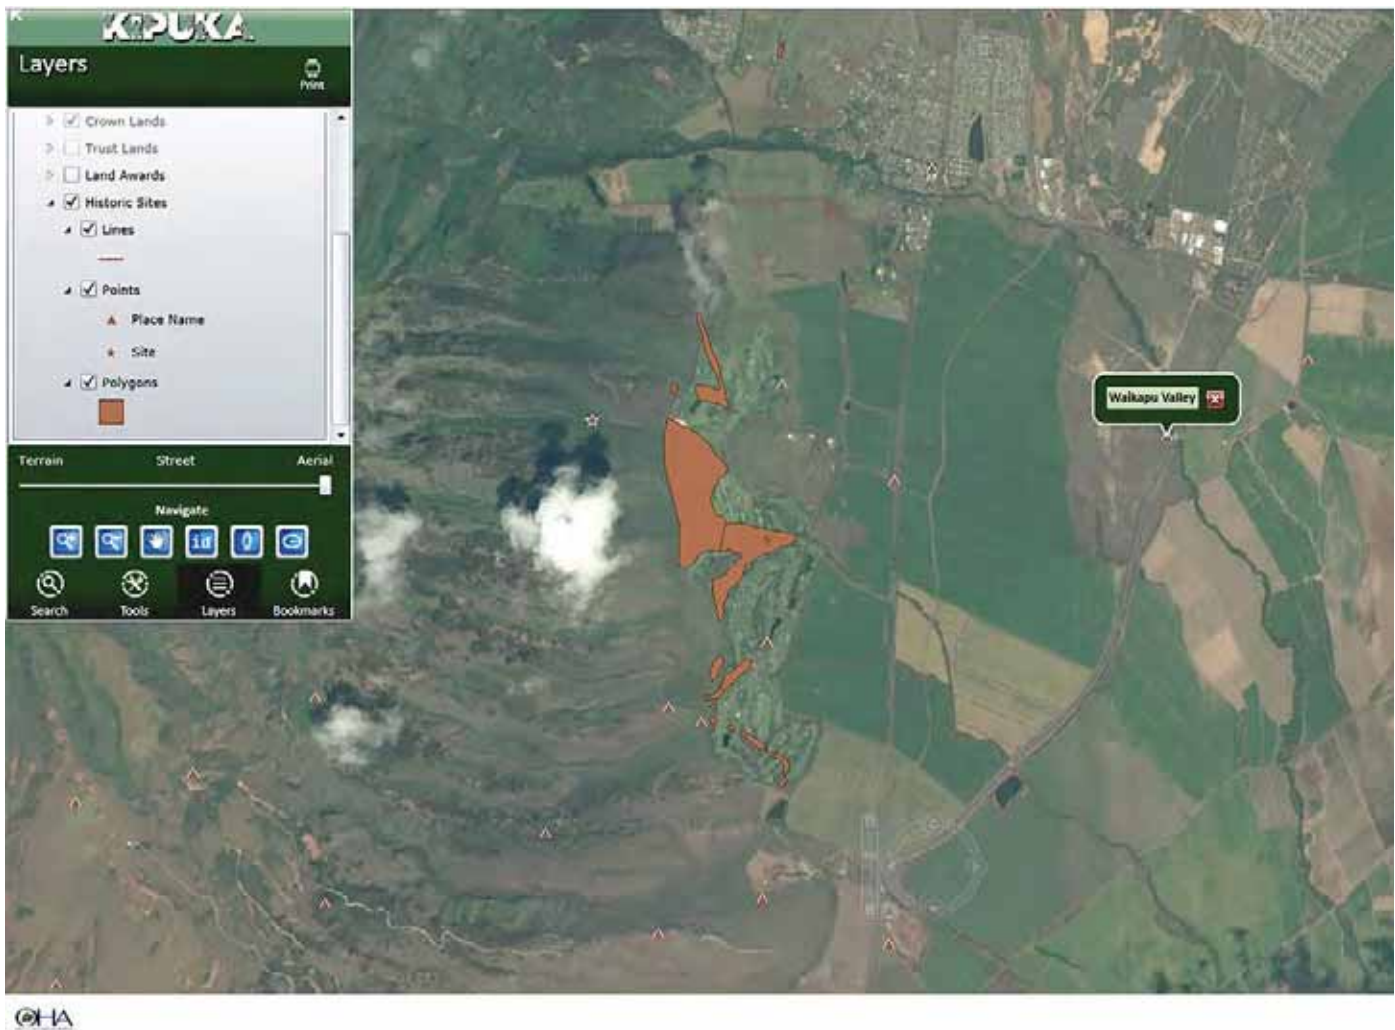 KIPUKA
Layers
Print
Crown Lands
Trust Lands
Land Awards
Historic Sites
Lines
Points
Place Name
Site
Polygons
Terrain Street Aerial
Navigate
id
Search Tools Layers Bookmarks
Waikapu Valley
OHA